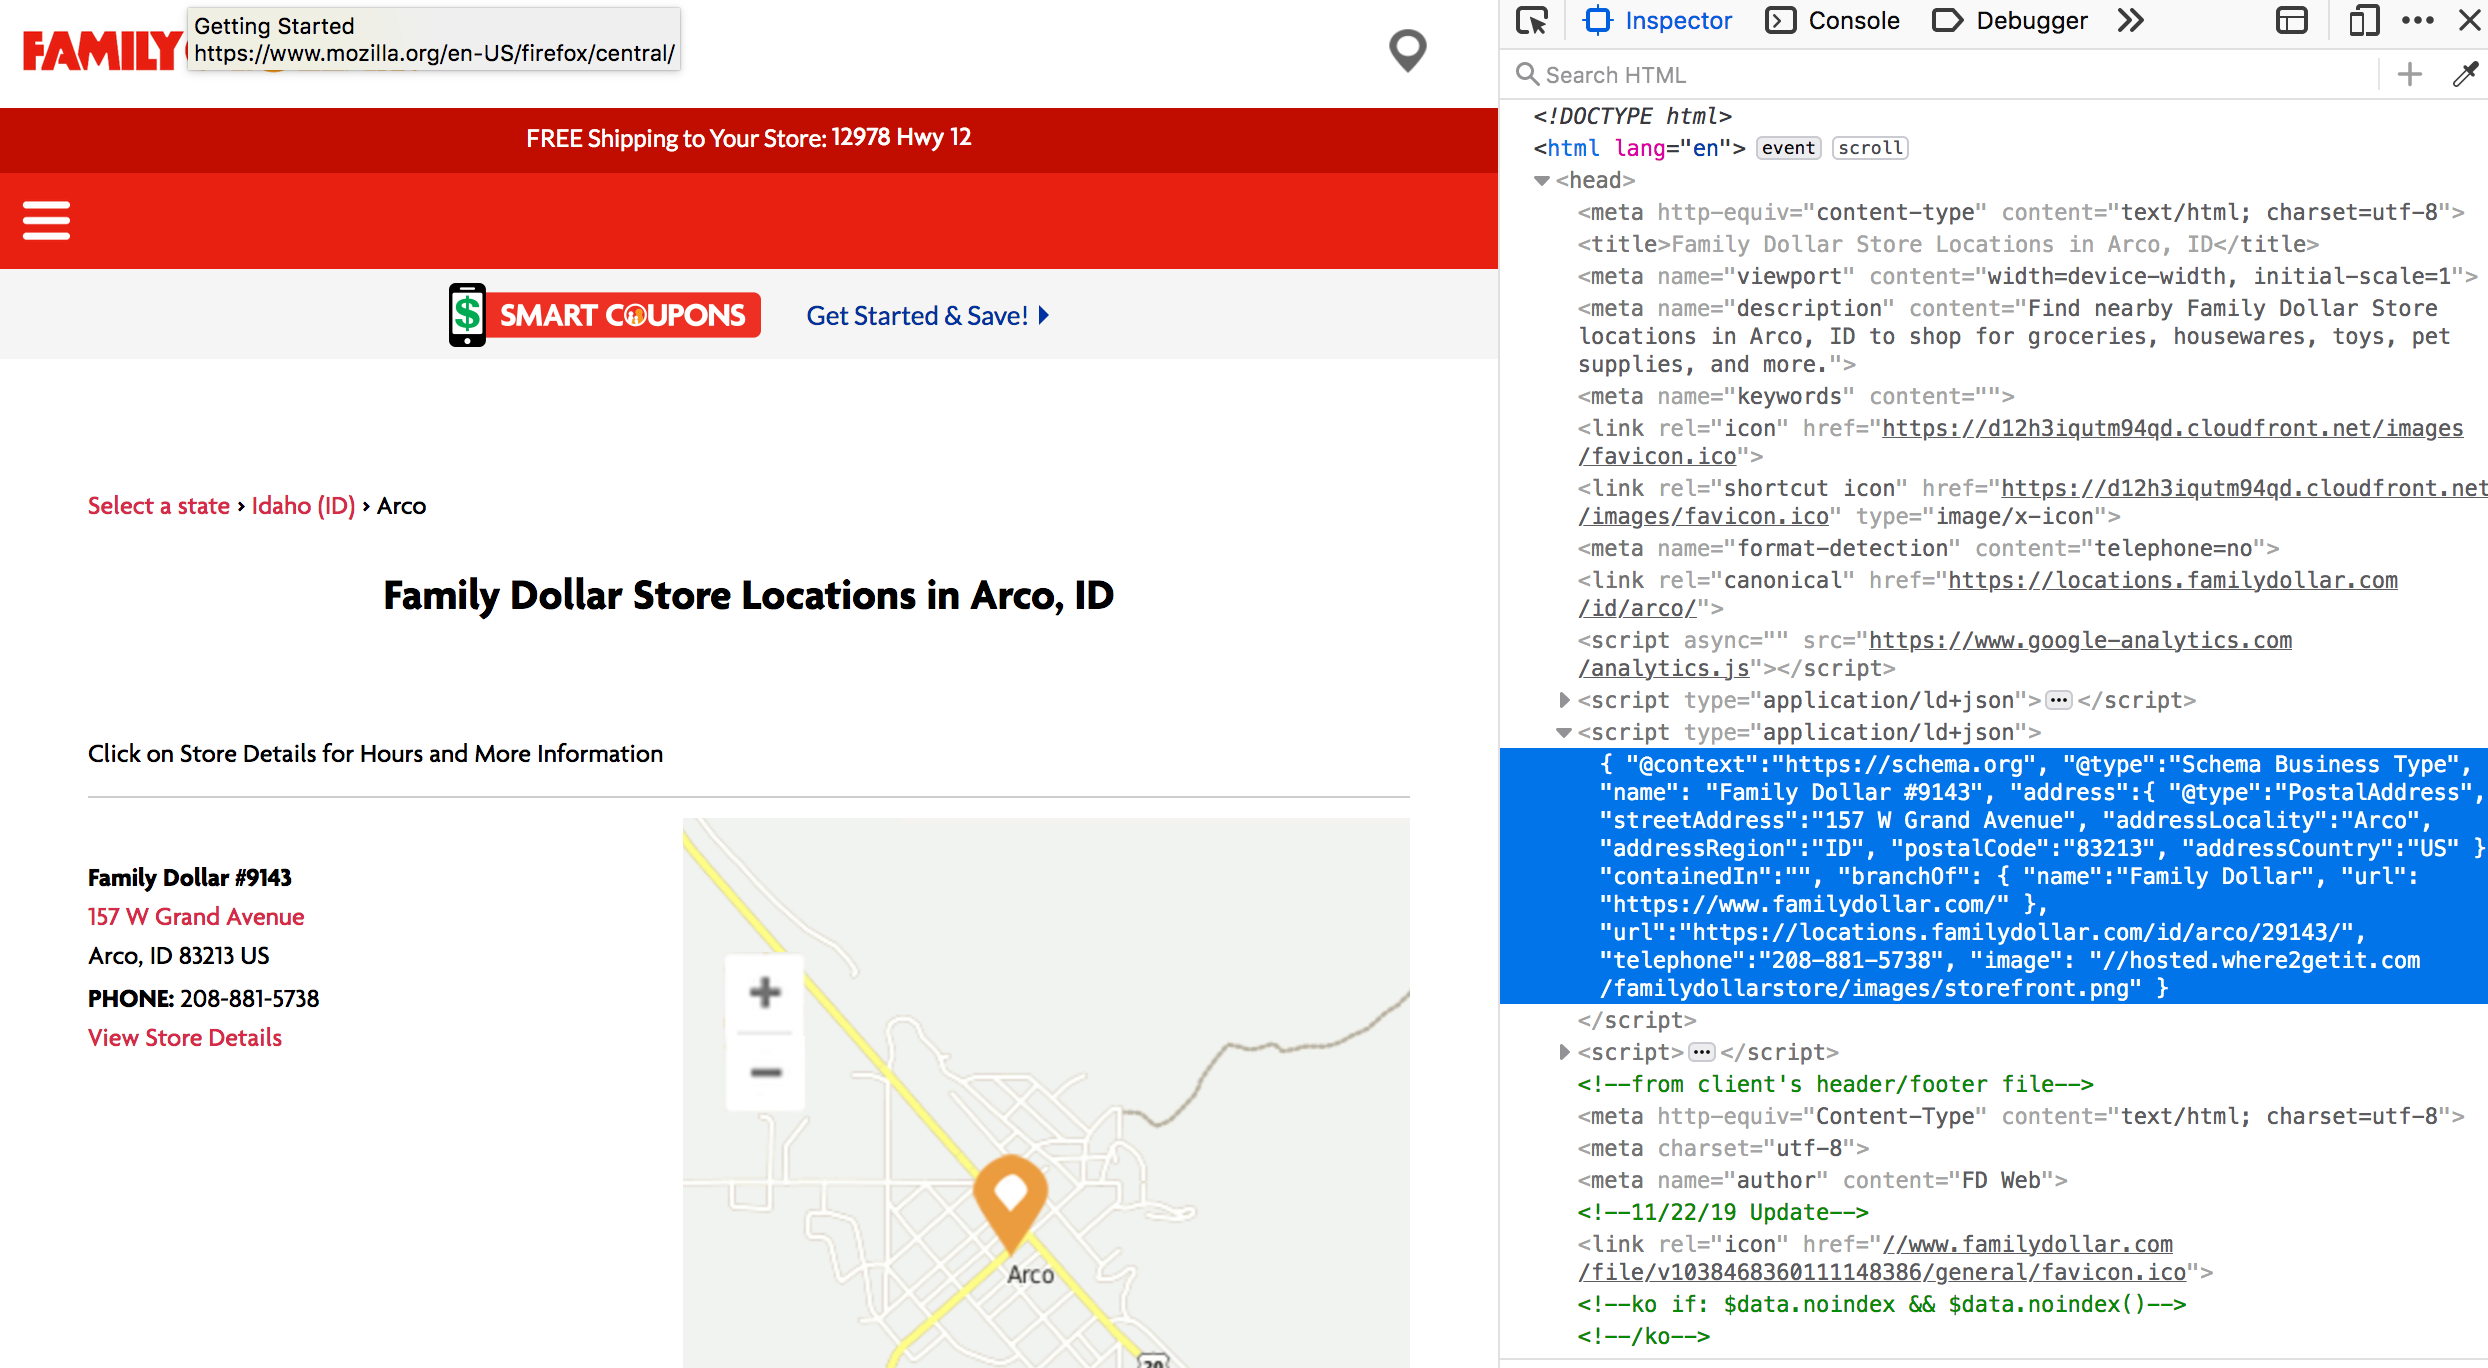 FAMILY
Getting Started
https://www.mozilla.org/en-US/firefox/central/
FREE Shipping to Your Store: 12978 Hwy 12
$ SMART COUPONS Get Started & Save!
Select a state › Idaho (ID) › Arco
Family Dollar Store Locations in Arco, ID
Click on Store Details for Hours and More Information
Family Dollar #9143
157 W Grand Avenue
Arco, ID 83213 US
PHONE: 208-881-5738
View Store Details
+
−
Arco
20
Inspector Console Debugger
Search HTML
<!DOCTYPE html>
<html lang="en"> event scroll
<head>
<meta http-equiv="content-type" content="text/html; charset=utf-8">
<title>Family Dollar Store Locations in Arco, ID</title>
<meta name="viewport" content="width=device-width, initial-scale=1">
<meta name="description" content="Find nearby Family Dollar Store
locations in Arco, ID to shop for groceries, housewares, toys, pet
supplies, and more.">
<meta name="keywords" content="">
<link rel="icon" href="https://d12h3iqutm94qd.cloudfront.net/images
/favicon.ico">
<link rel="shortcut icon" href="https://d12h3iqutm94qd.cloudfront.net
/images/favicon.ico" type="image/x-icon">
<meta name="format-detection" content="telephone=no">
<link rel="canonical" href="https://locations.familydollar.com
/id/arco/">
<script async="" src="https://www.google-analytics.com
/analytics.js"></script>
<script type="application/ld+json">···</script>
<script type="application/ld+json">
{ "@context":"https://schema.org", "@type":"Schema Business Type",
"name": "Family Dollar #9143", "address":{ "@type":"PostalAddress",
"streetAddress":"157 W Grand Avenue", "addressLocality":"Arco",
"addressRegion":"ID", "postalCode":"83213", "addressCountry":"US" }
"containedIn":"", "branchOf": { "name":"Family Dollar", "url":
"https://www.familydollar.com/" },
"url":"https://locations.familydollar.com/id/arco/29143/",
"telephone":"208-881-5738", "image": "//hosted.where2getit.com
/familydollarstore/images/storefront.png" }
</script>
<script>···</script>
<!--from client's header/footer file-->
<meta http-equiv="Content-Type" content="text/html; charset=utf-8">
<meta charset="utf-8">
<meta name="author" content="FD Web">
<!--11/22/19 Update-->
<link rel="icon" href="//www.familydollar.com
/file/v1038468360111148386/general/favicon.ico">
<!--ko if: $data.noindex && $data.noindex()-->
<!--/ko-->